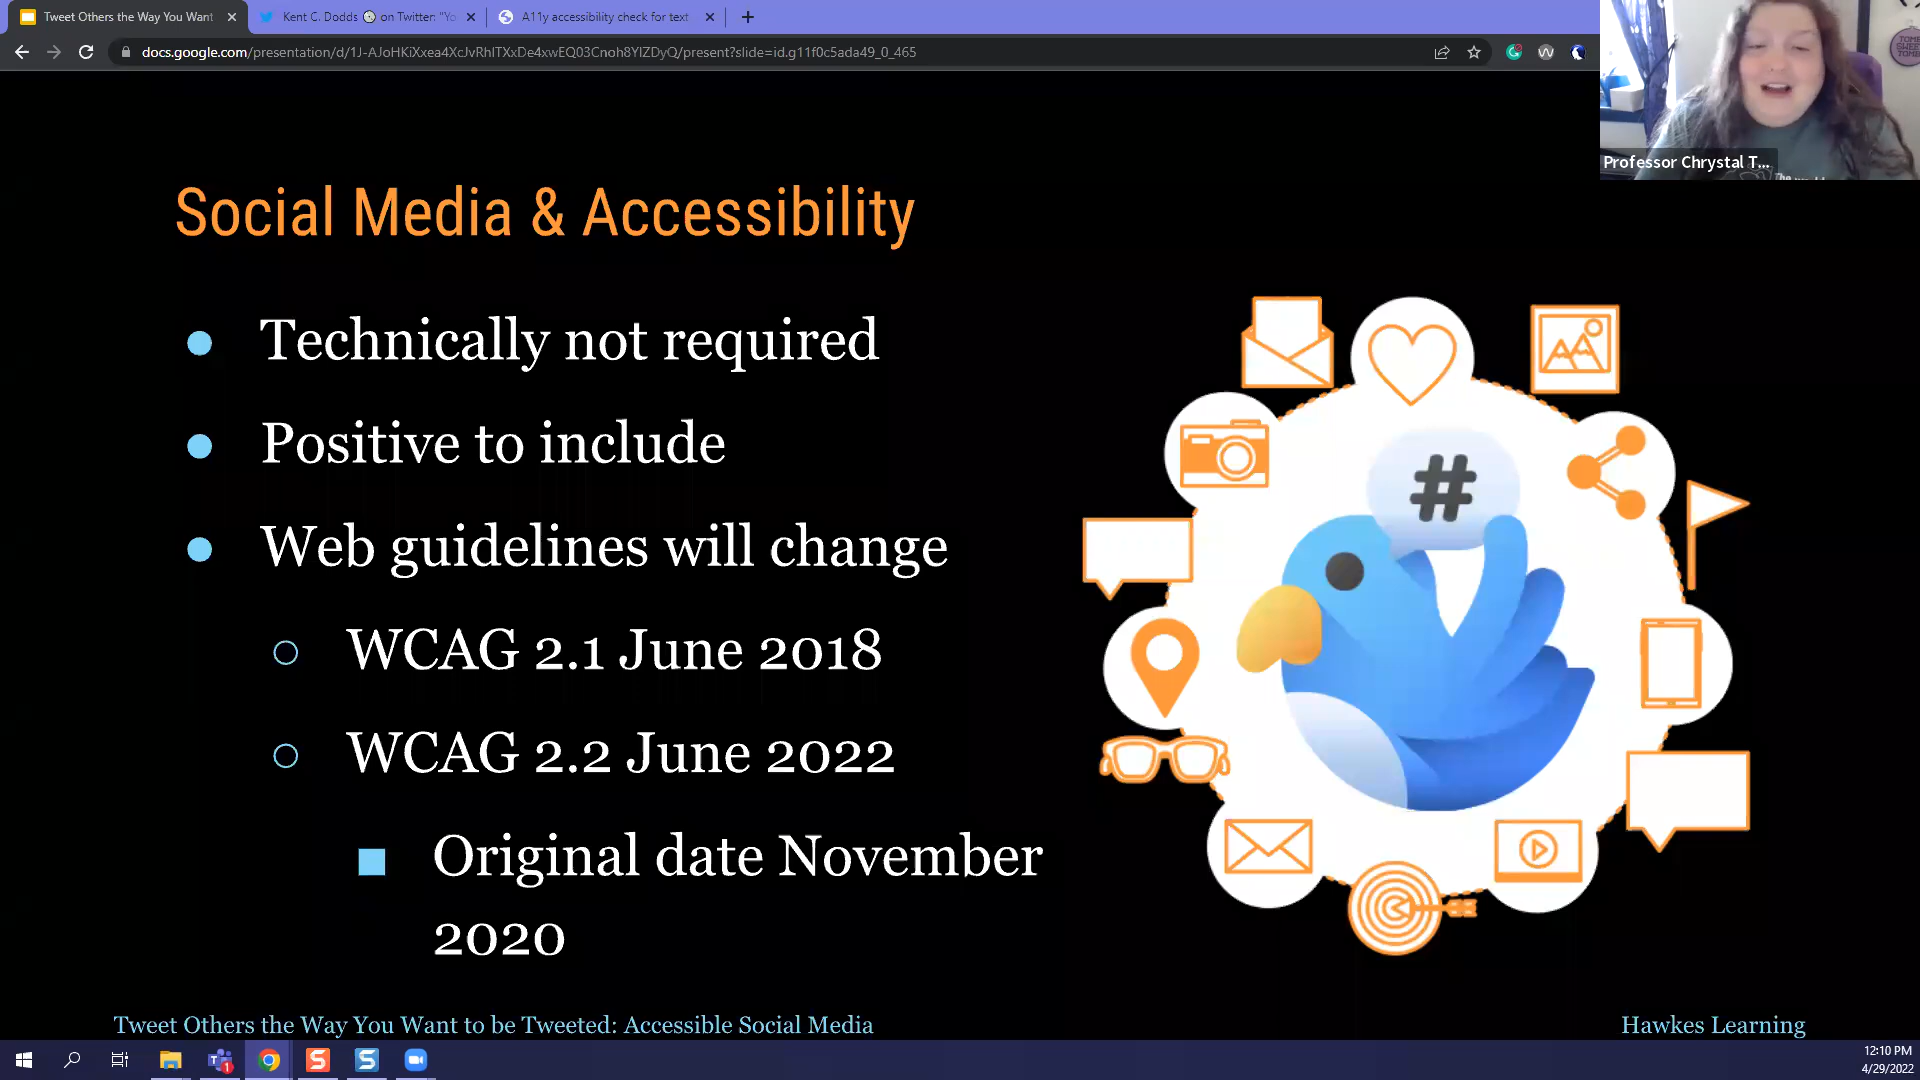 Tweet Others the Way You Want
Kent C. Dodds on Twitter: "Yo
A11y accessibility check for text
docs.google.com/presentation/d/1J-AJoHKiXxea4XcJvRhlTXxDe4xwEQ03Cnoh8YIZDyQ/present?slide=id.g11f0c5ada49_0_465
Professor Chrystal T...
Social Media & Accessibility
Technically not required
Positive to include
#
Web guidelines will change
WCAG 2.1 June 2018
WCAG 2.2 June 2022
Original date November
2020
Tweet Others the Way You Want to be Tweeted: Accessible Social Media
Hawkes Learning
12:10 PM
4/29/2022